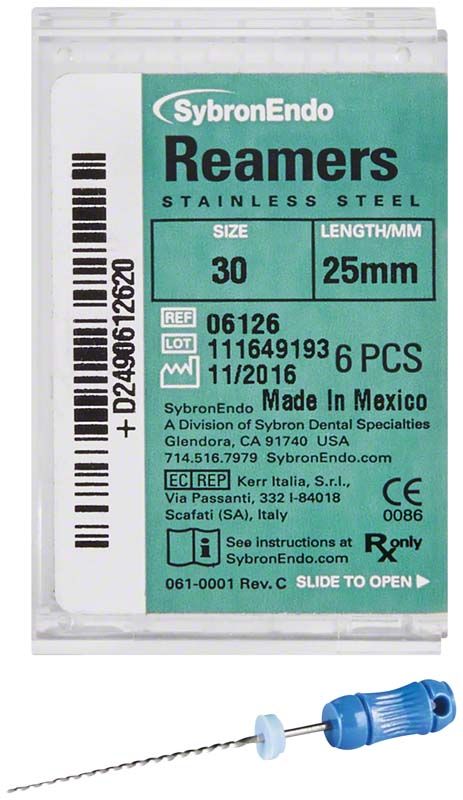 SybronEndo
Reamers
STAINLESS STEEL
SIZE LENGTH/MM
30 25mm
REF 06126
LOT 111649193 6 PCS
11/2016
SybronEndo Made In Mexico
A Division of Sybron Dental Specialties
Glendora, CA 91740 USA
714.516.7979 SybronEndo.com
EC REP Kerr Italia, S.r.l.,
Via Passanti, 332 I-84018
Scafati (SA), Italy
CE
0086
i See instructions at
SybronEndo.com
Rx only
061-0001 Rev. C SLIDE TO OPEN
+D2490612620